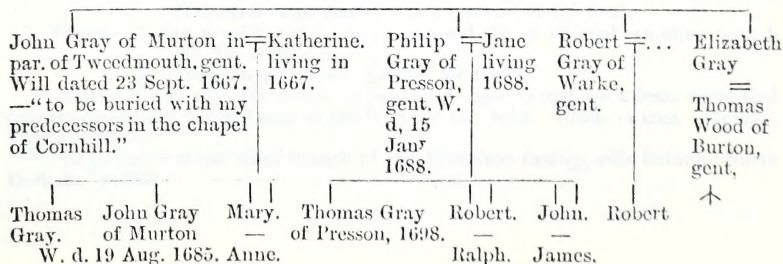 John Gray of Murton in
par. of Tweedmouth, gent.
Will dated 23 Sept. 1667.
—“to be buried with my
predecessors in the chapel
of Cornhill.”
Katherine.
living in
1667.
Philip
Gray of
Presson,
gent. W.
d, 15
Janr
1688.
Jane
living
1688.
Robert
Gray of
Warke,
gent.
...
Elizabeth
Gray
=
Thomas
Wood of
Burton,
gent,
Thomas
Gray.
John Gray
of Murton
W. d. 19 Aug. 1685.
Mary.
—
Anne.
Thomas Gray
of Presson, 1698.
Robert.
—
Ralph.
John.
—
James.
Robert